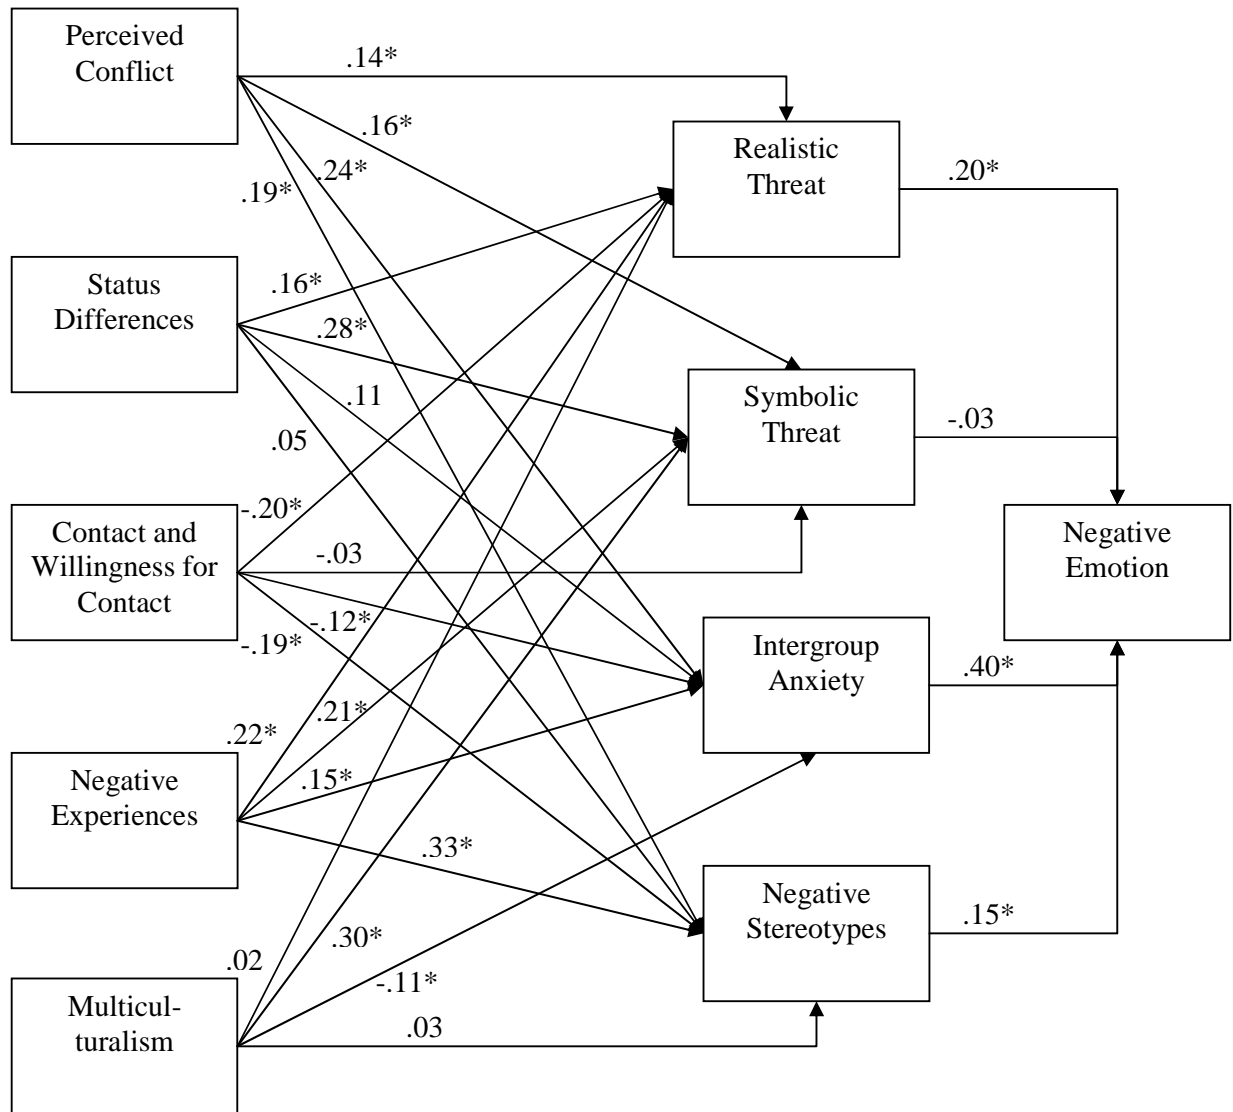 Perceived
Conflict
.14*
.16*
.24*
.19*
Realistic
Threat
.20*
Status
Differences
.16*
.28*
.11
.05
Symbolic
Threat
-.03
Contact and
Willingness for
Contact
-.20*
-.03
-.12*
-.19*
Negative
Emotion
Intergroup
Anxiety
.40*
Negative
Experiences
.22*
.21*
.15*
.33*
Negative
Stereotypes
.15*
Multicul-
turalism
.02
.30*
-.11*
.03